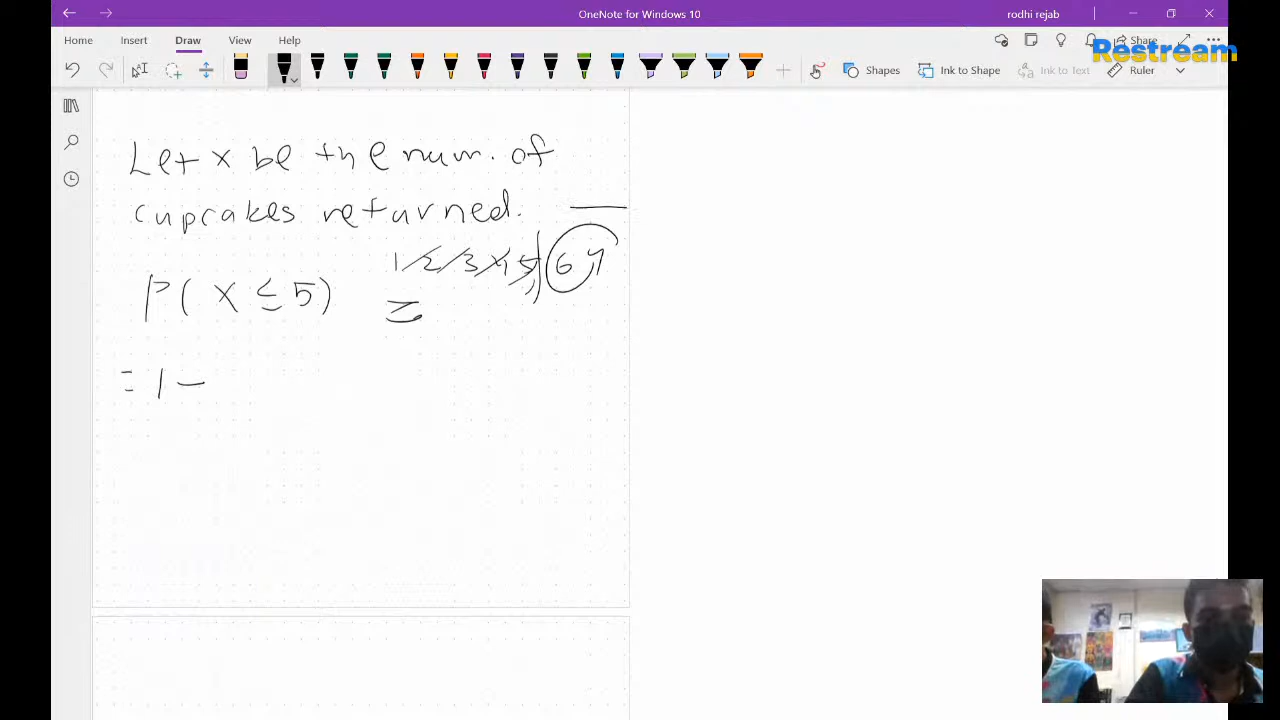 OneNote for Windows 10
rodhi rejab
Home Insert Draw View Help
Share
Restream
Shapes Ink to Shape Ink to Text Ruler
Let x be the num. of
cupcakes returned.
1 2 3 4 5 6 7
P( X ≤ 5)
= 1 -